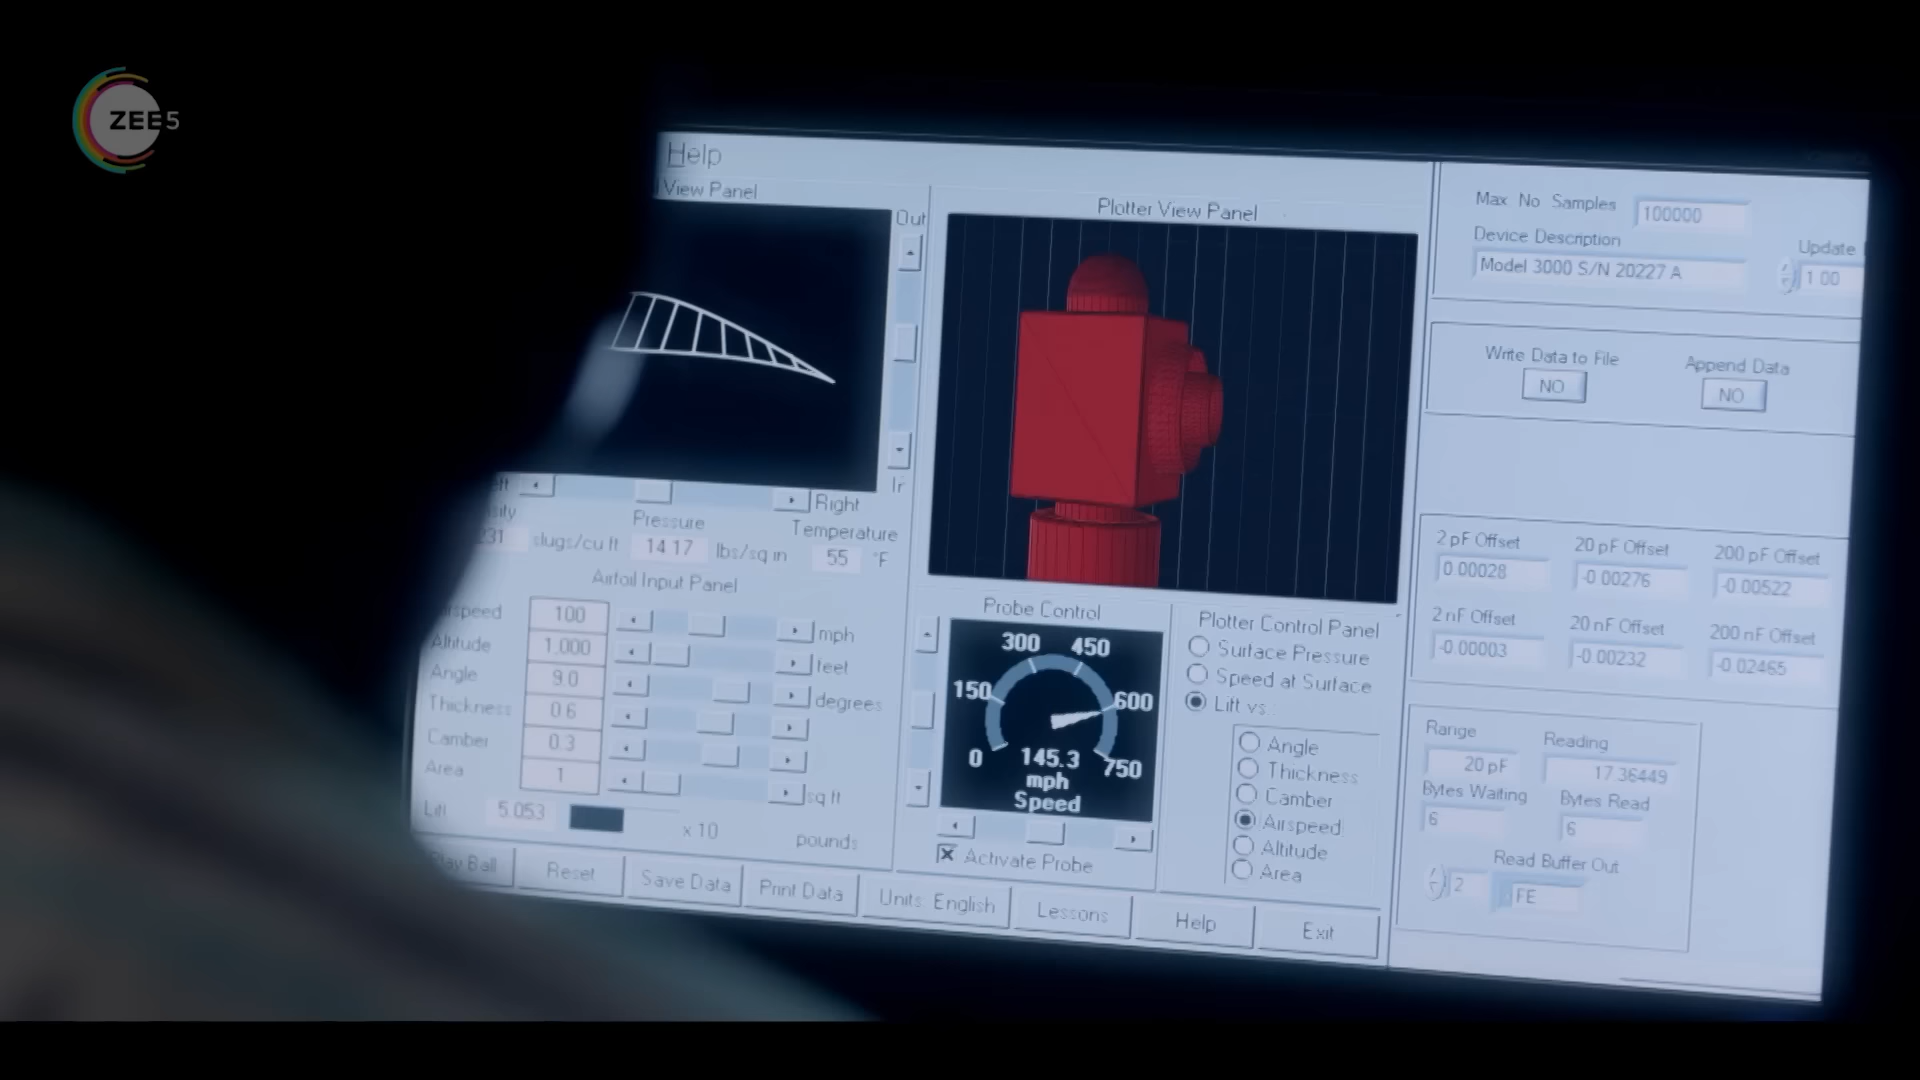 ZEE5
Help
View Panel
Out
In
Right
Pressure
Temperature
slugs/cu ft
14.17
lbs/sq in
55
°F
Airfoil Input Panel
100
mph
Altitude
1,000
feet
Angle
9.0
degrees
Thickness
0.6
Camber
0.3
Area
1
sq ft
Lift
5.053
x 10
pounds
Play Ball
Reset
Save Data
Print Data
Units: English
Lessons
Help
Exit
Plotter View Panel
Probe Control
0
150
300
450
600
750
145.3
mph
Speed
Activate Probe
Plotter Control Panel
Surface Pressure
Speed at Surface
Lift vs.
Angle
Thickness
Camber
Airspeed
Altitude
Area
Max No Samples
100000
Device Description
Model 3000 S/N 20227 A
Update
1.00
Write Data to File
NO
Append Data
NO
2 pF Offset
20 pF Offset
200 pF Offset
0.00028
-0.00276
-0.00522
2 nF Offset
20 nF Offset
200 nF Offset
-0.00003
-0.00232
-0.02465
Range
Reading
20 pF
17.36449
Bytes Waiting
Bytes Read
6
6
Read Buffer Out
2
FE